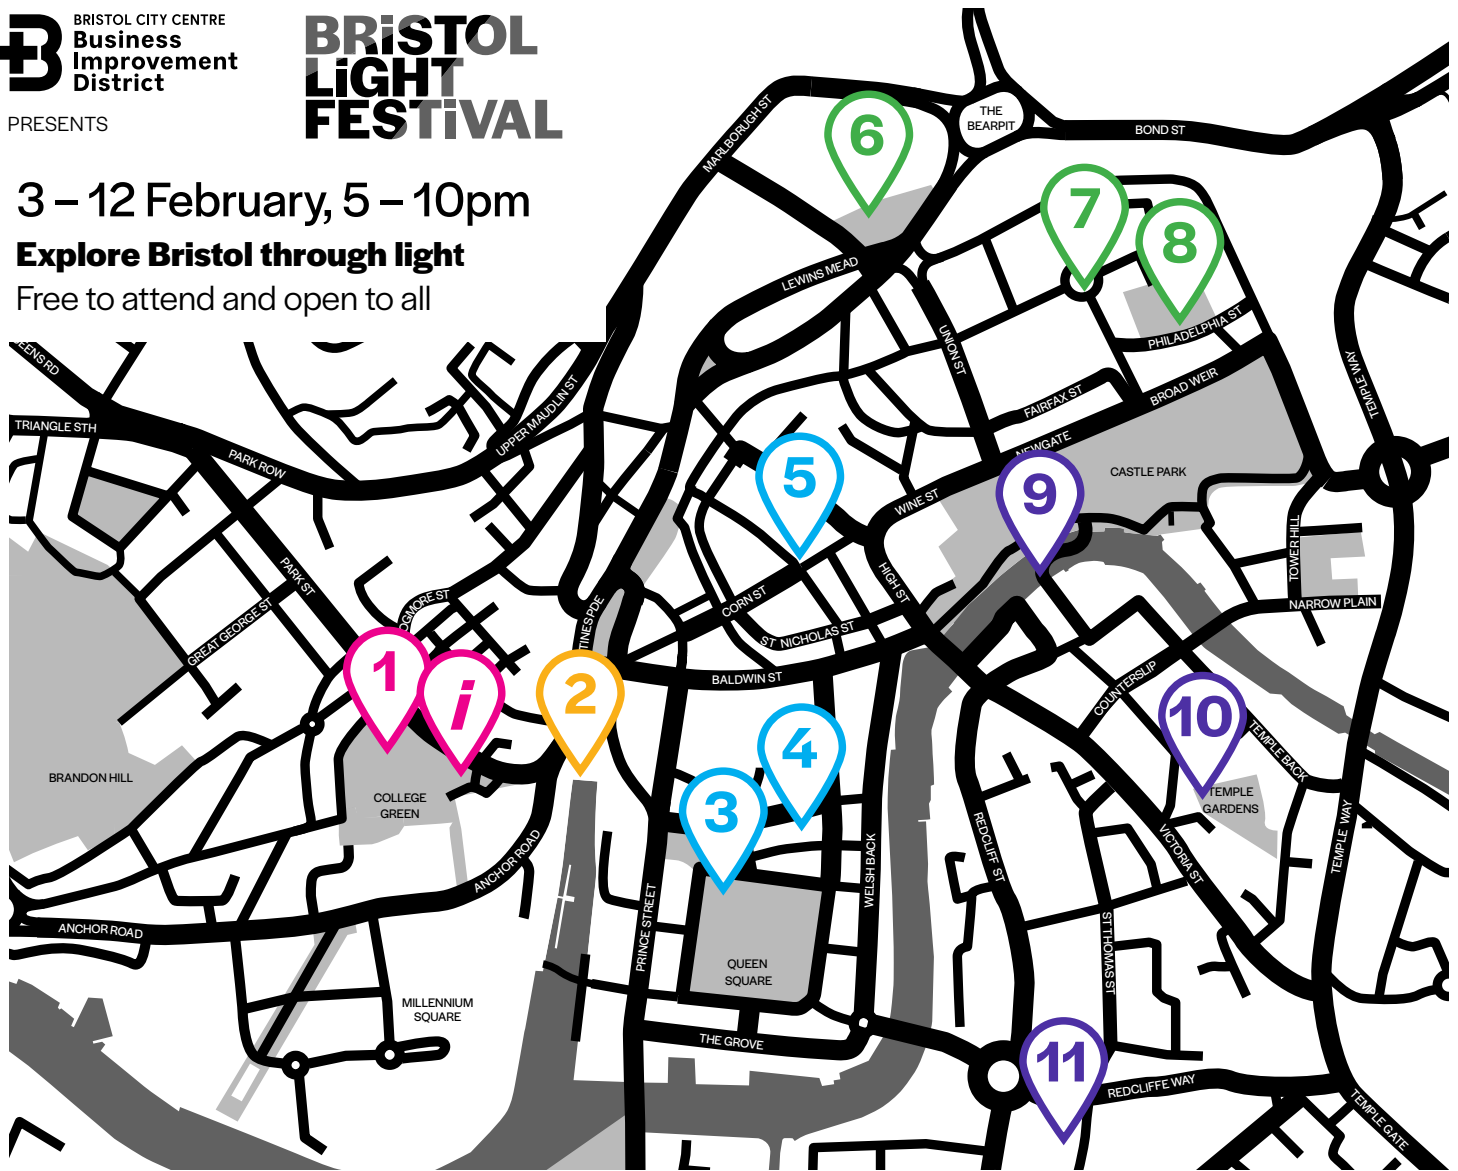 BRISTOL CITY CENTRE
Business
Improvement
District
PRESENTS
BRiSTOL
LiGHT
FESTiVAL
3 – 12 February, 5 – 10pm
Explore Bristol through light
Free to attend and open to all
MARLBOROUGH ST
6
THE
BEARPIT
BOND ST
7
8
LEWINS MEAD
PHILADELPHIA ST
UNION ST
TEMPLE WAY
EENS RD
TRIANGLE STH
PARK ROW
UPPER MAUDLIN ST
FAIRFAX ST
BROAD WEIR
NEWGATE
CASTLE PARK
5
WINE ST
9
TOWER HILL
NARROW PLAIN
PARK ST
GREAT GEORGE ST
OGMORE ST
TINES PDE
CORN ST
ST NICHOLAS ST
HIGH ST
BALDWIN ST
COUNTERSLIP
1
i
2
10
TEMPLE BACK
BRANDON HILL
COLLEGE
GREEN
4
3
TEMPLE
GARDENS
ANCHOR ROAD
WELSH BACK
REDCLIFF ST
VICTORIA ST
TEMPLE WAY
PRINCE STREET
ST THOMAS ST
ANCHOR ROAD
QUEEN
SQUARE
MILLENNIUM
SQUARE
THE GROVE
11
REDCLIFFE WAY
TEMPLE GATE